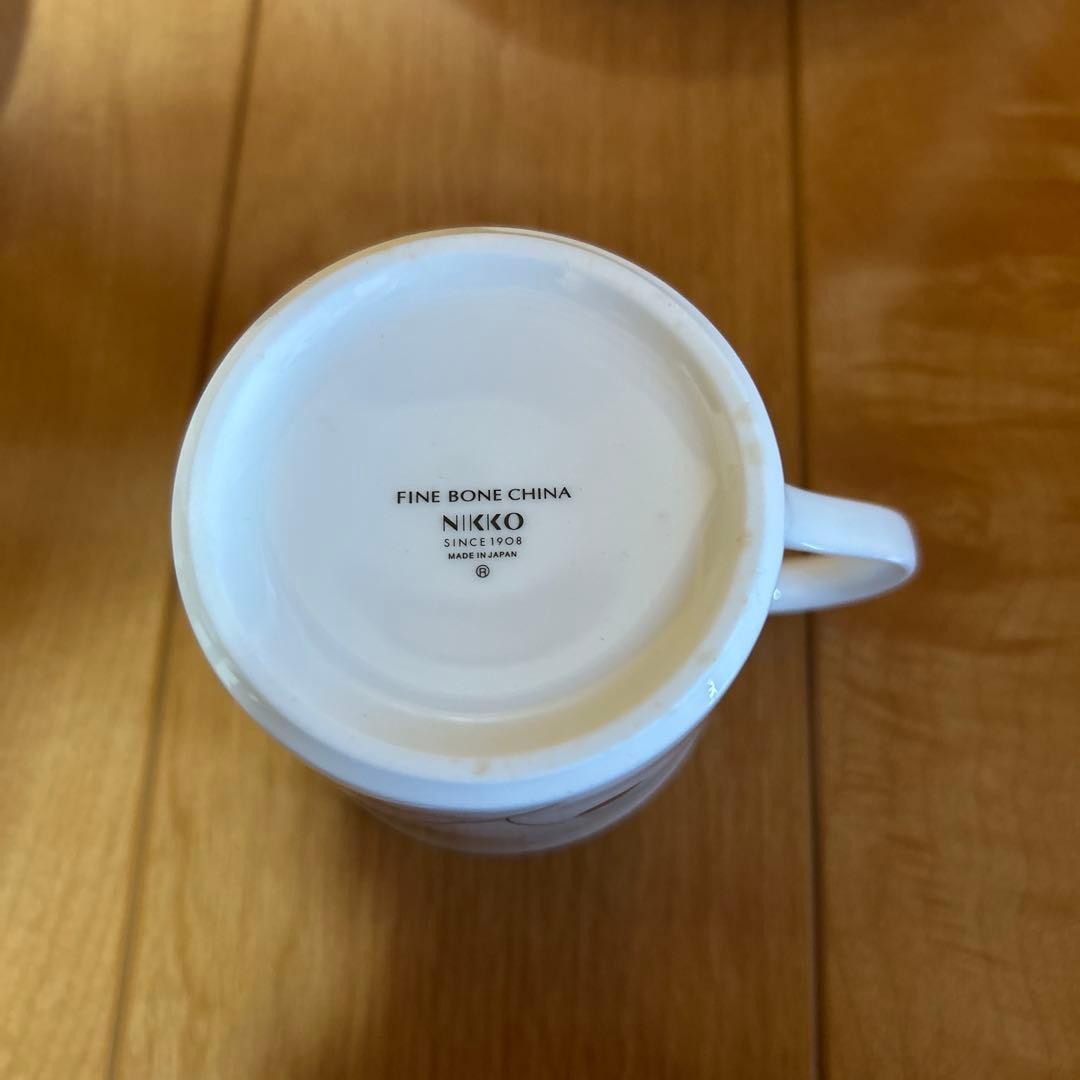 FINE BONE CHINA
NIKKO
SINCE 1908
MADE IN JAPAN
®